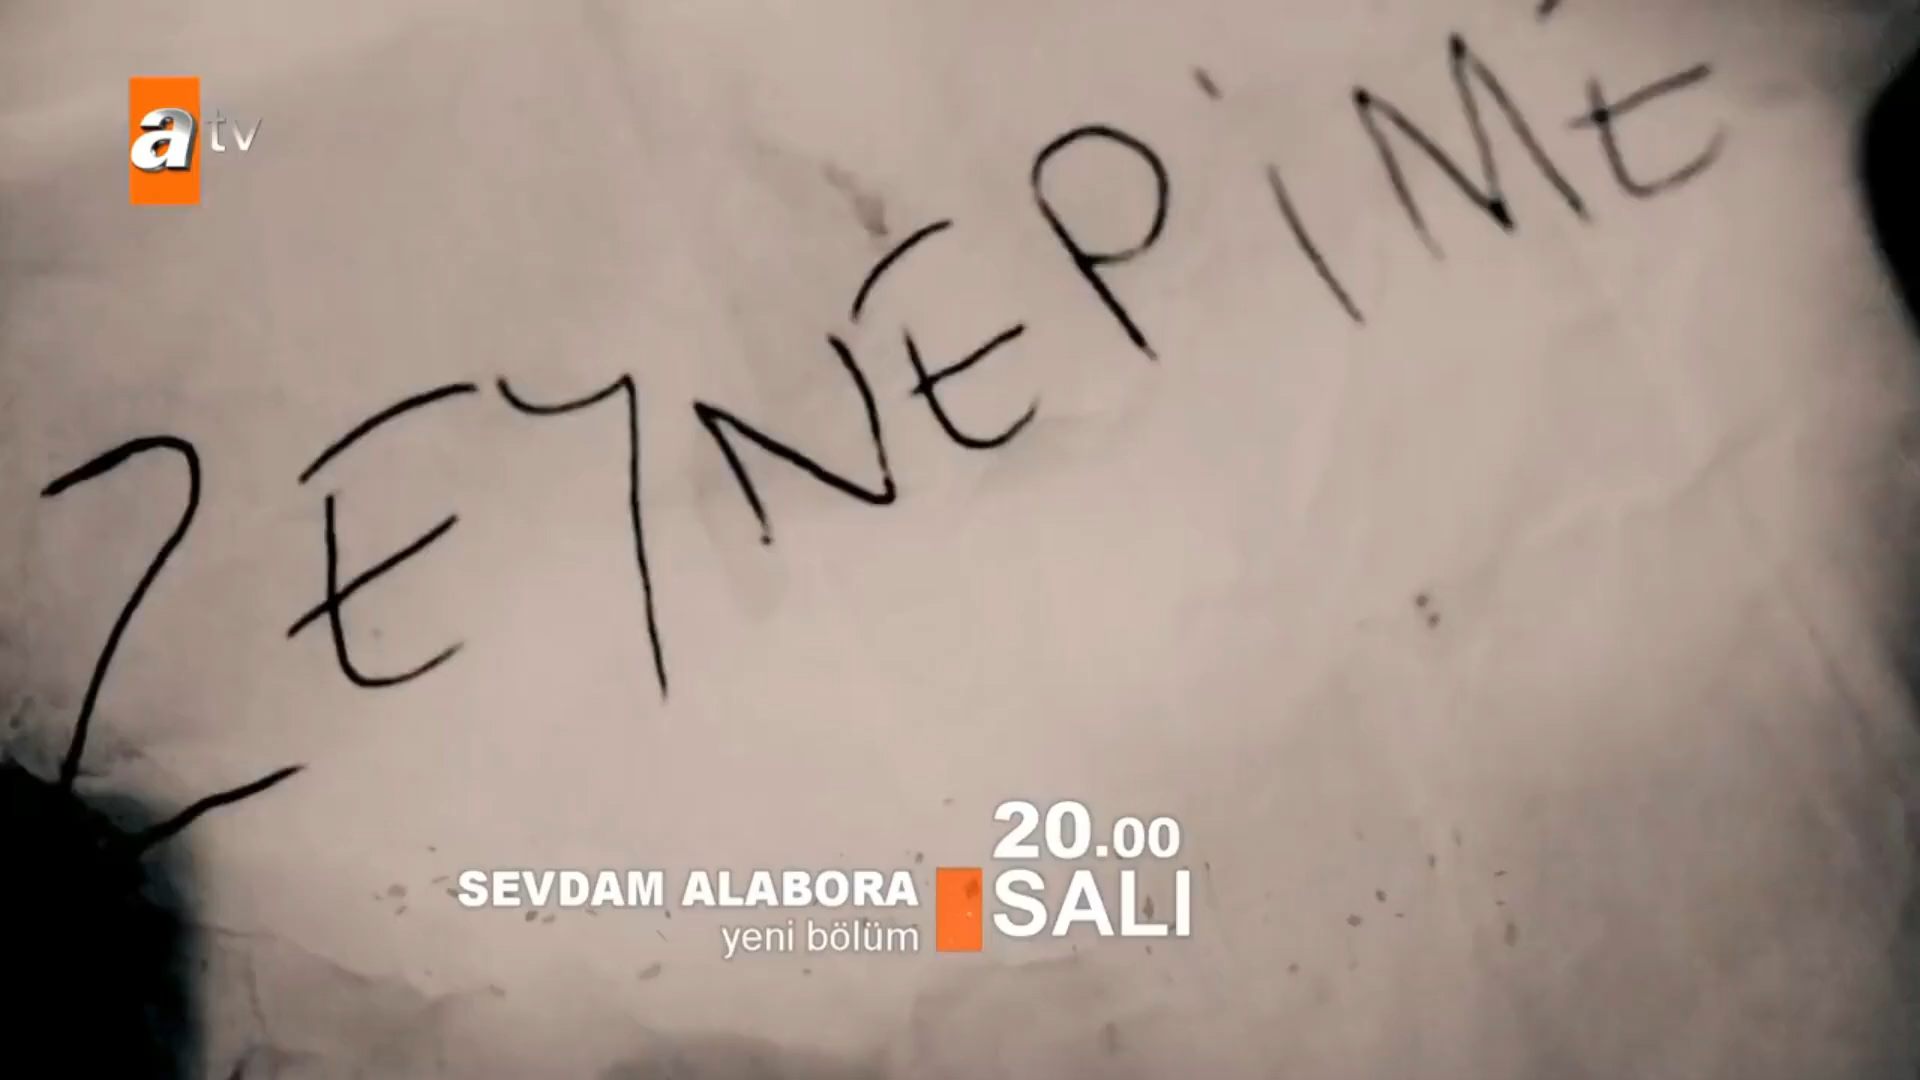 atv
ZEYNEPİME
20.00
SEVDAM ALABORA
SALI
yeni bölüm